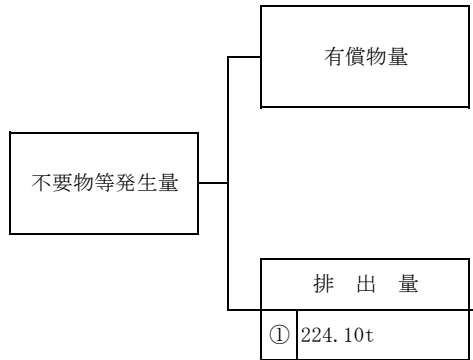 有償物量
不要物等発生量
排 出 量
① 224.10t